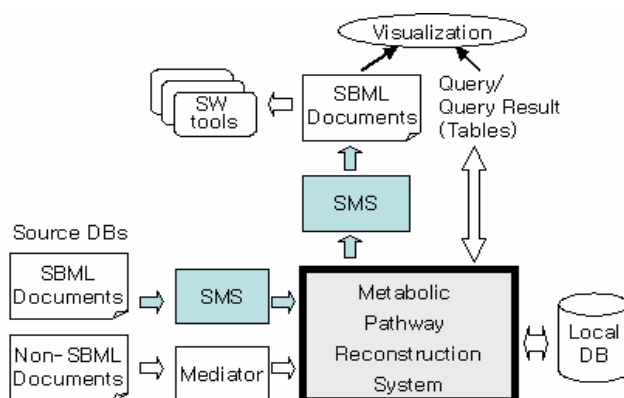 Visualization
SW
tools
SBML
Documents
Query/
Query Result
(Tables)
SMS
Source DBs
SBML
Documents
SMS
Metabolic
Pathway
Reconstruction
System
Local
DB
Non-SBML
Documents
Mediator